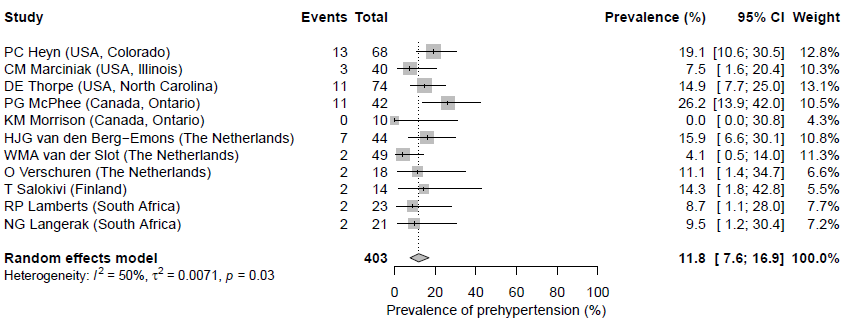 Study Events Total Prevalence (%) 95% CI Weight
PC Heyn (USA, Colorado) 13 68 19.1 [10.6; 30.5] 12.8%
CM Marciniak (USA, Illinois) 3 40 7.5 [ 1.6; 20.4] 10.3%
DE Thorpe (USA, North Carolina) 11 74 14.9 [ 7.7; 25.0] 13.1%
PG McPhee (Canada, Ontario) 11 42 26.2 [13.9; 42.0] 10.5%
KM Morrison (Canada, Ontario) 0 10 0.0 [ 0.0; 30.8] 4.3%
HJG van den Berg−Emons (The Netherlands) 7 44 15.9 [ 6.6; 30.1] 10.8%
WMA van der Slot (The Netherlands) 2 49 4.1 [ 0.5; 14.0] 11.3%
O Verschuren (The Netherlands) 2 18 11.1 [ 1.4; 34.7] 6.6%
T Salokivi (Finland) 2 14 14.3 [ 1.8; 42.8] 5.5%
RP Lamberts (South Africa) 2 23 8.7 [ 1.1; 28.0] 7.7%
NG Langerak (South Africa) 2 21 9.5 [ 1.2; 30.4] 7.2%
Random effects model 403 11.8 [ 7.6; 16.9] 100.0%
Heterogeneity: I² = 50%, τ² = 0.0071, p = 0.03
0 20 40 60 80 100
Prevalence of prehypertension (%)